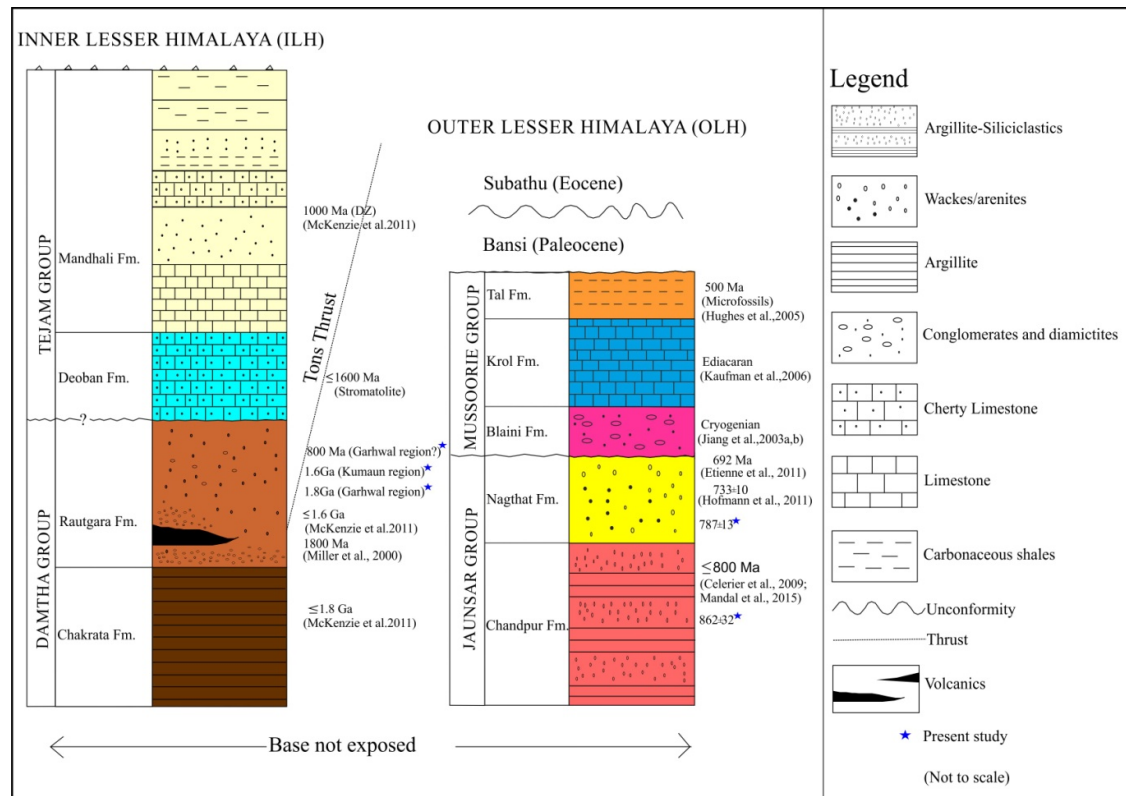 INNER LESSER HIMALAYA (ILH)
TEJAM GROUP
Mandhali Fm.
1000 Ma (DZ)
(McKenzie et al.2011)
Deoban Fm.
≤1600 Ma
(Stromatolite)
Tons Thrust
?
DAMTHA GROUP
Rautgara Fm.
800 Ma (Garhwal region?)
1.6Ga (Kumaun region)
1.8Ga (Garhwal region)
≤1.6 Ga
(McKenzie et al.2011)
1800 Ma
(Miller et al., 2000)
Chakrata Fm.
≤1.8 Ga
(McKenzie et al.2011)
OUTER LESSER HIMALAYA (OLH)
Subathu (Eocene)
Bansi (Paleocene)
MUSSOORIE GROUP
Tal Fm.
500 Ma
(Microfossils)
(Hughes et al.,2005)
Krol Fm.
Ediacaran
(Kaufman et al.,2006)
Blaini Fm.
Cryogenian
(Jiang et al.,2003a,b)
JAUNSAR GROUP
Nagthat Fm.
692 Ma
(Etienne et al., 2011)
733±10
(Hofmann et al., 2011)
787±13
Chandpur Fm.
≤800 Ma
(Celerier et al., 2009;
Mandal et al., 2015)
862±32
Base not exposed
Legend
Argillite-Siliciclastics
Wackes/arenites
Argillite
Conglomerates and diamictites
Cherty Limestone
Limestone
Carbonaceous shales
Unconformity
Thrust
Volcanics
Present study
(Not to scale)